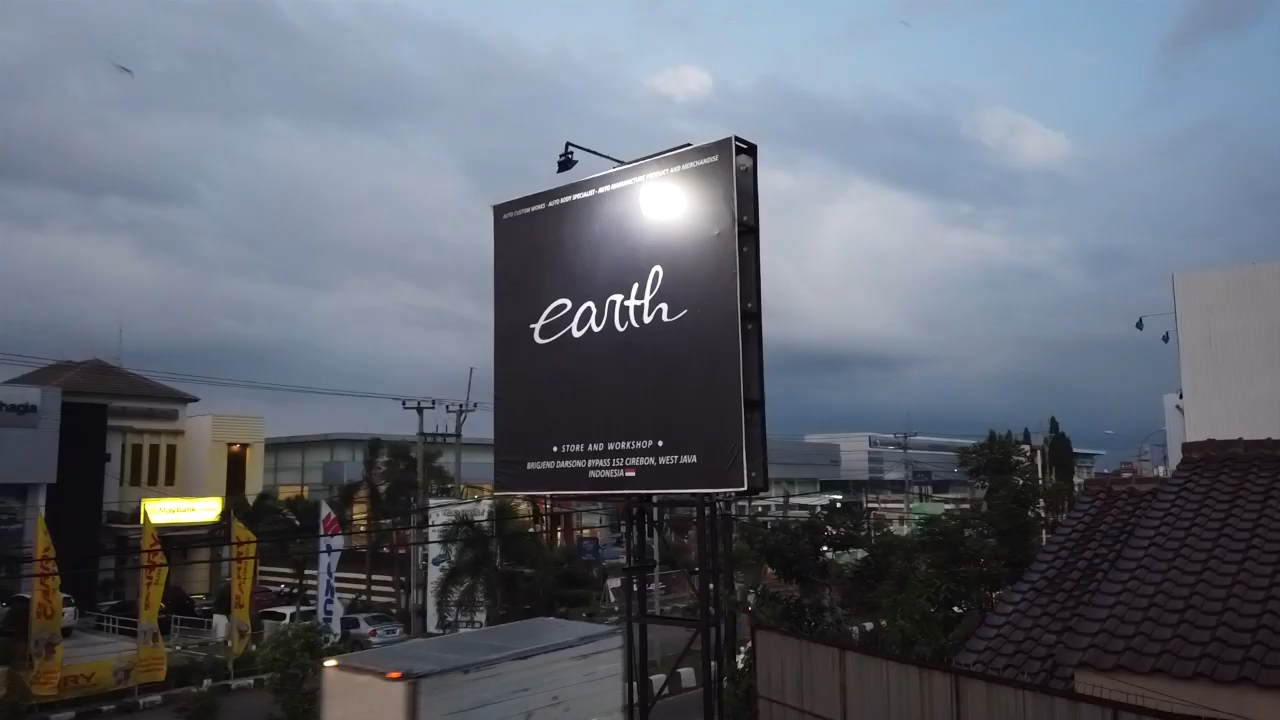 AUTO CUSTOM WORKS - AUTO BODY SPECIALIST - AUTO MANUFACTURE PRODUCT AND MERCHANDISE
earth
• STORE AND WORKSHOP •
BRIGJEND DARSONO BYPASS 152 CIREBON, WEST JAVA
INDONESIA
hagia
Maybank